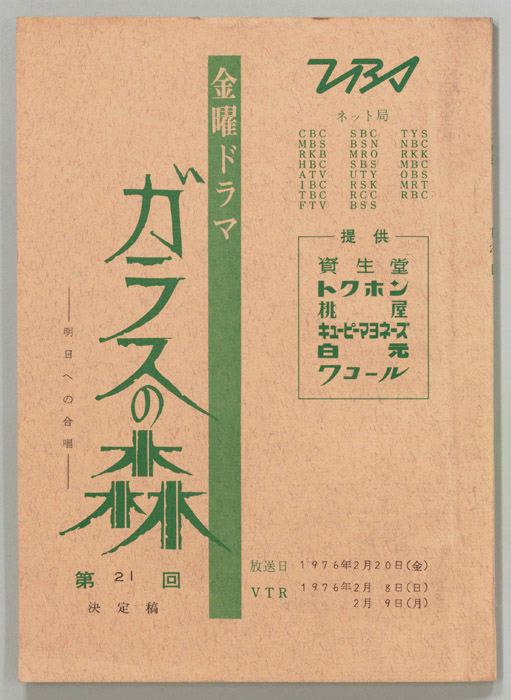 TBS
ネット局
CBC SBC TYS
MBS BSN NBC
RKB MRO RKK
HBC SBS MBC
ATV UTY OBS
IBC RSK MRT
TBC RCC RBC
FTV BSS
提供
資生堂
トクホン
桃屋
キューピーマヨネーズ
白元
ワコール
金曜ドラマ
ガラスの森
――明日への合唱――
第21回
決定稿
放送日 1976年2月20日(金)
VTR 1976年2月 8日(日)
2月 9日(月)